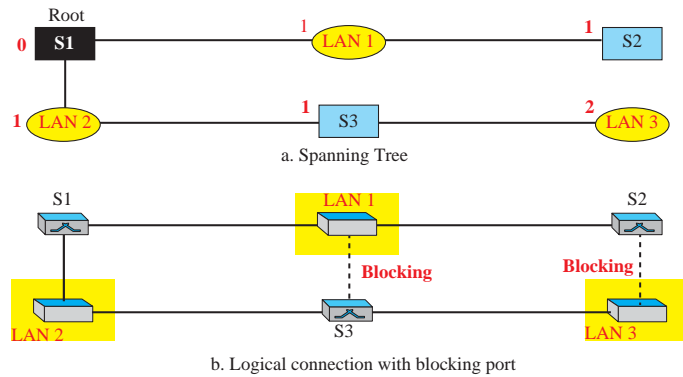 Root
0
S1
1
LAN 1
1
S2
1
LAN 2
1
S3
2
LAN 3
a. Spanning Tree
S1
LAN 1
S2
Blocking
Blocking
LAN 2
S3
LAN 3
b. Logical connection with blocking port